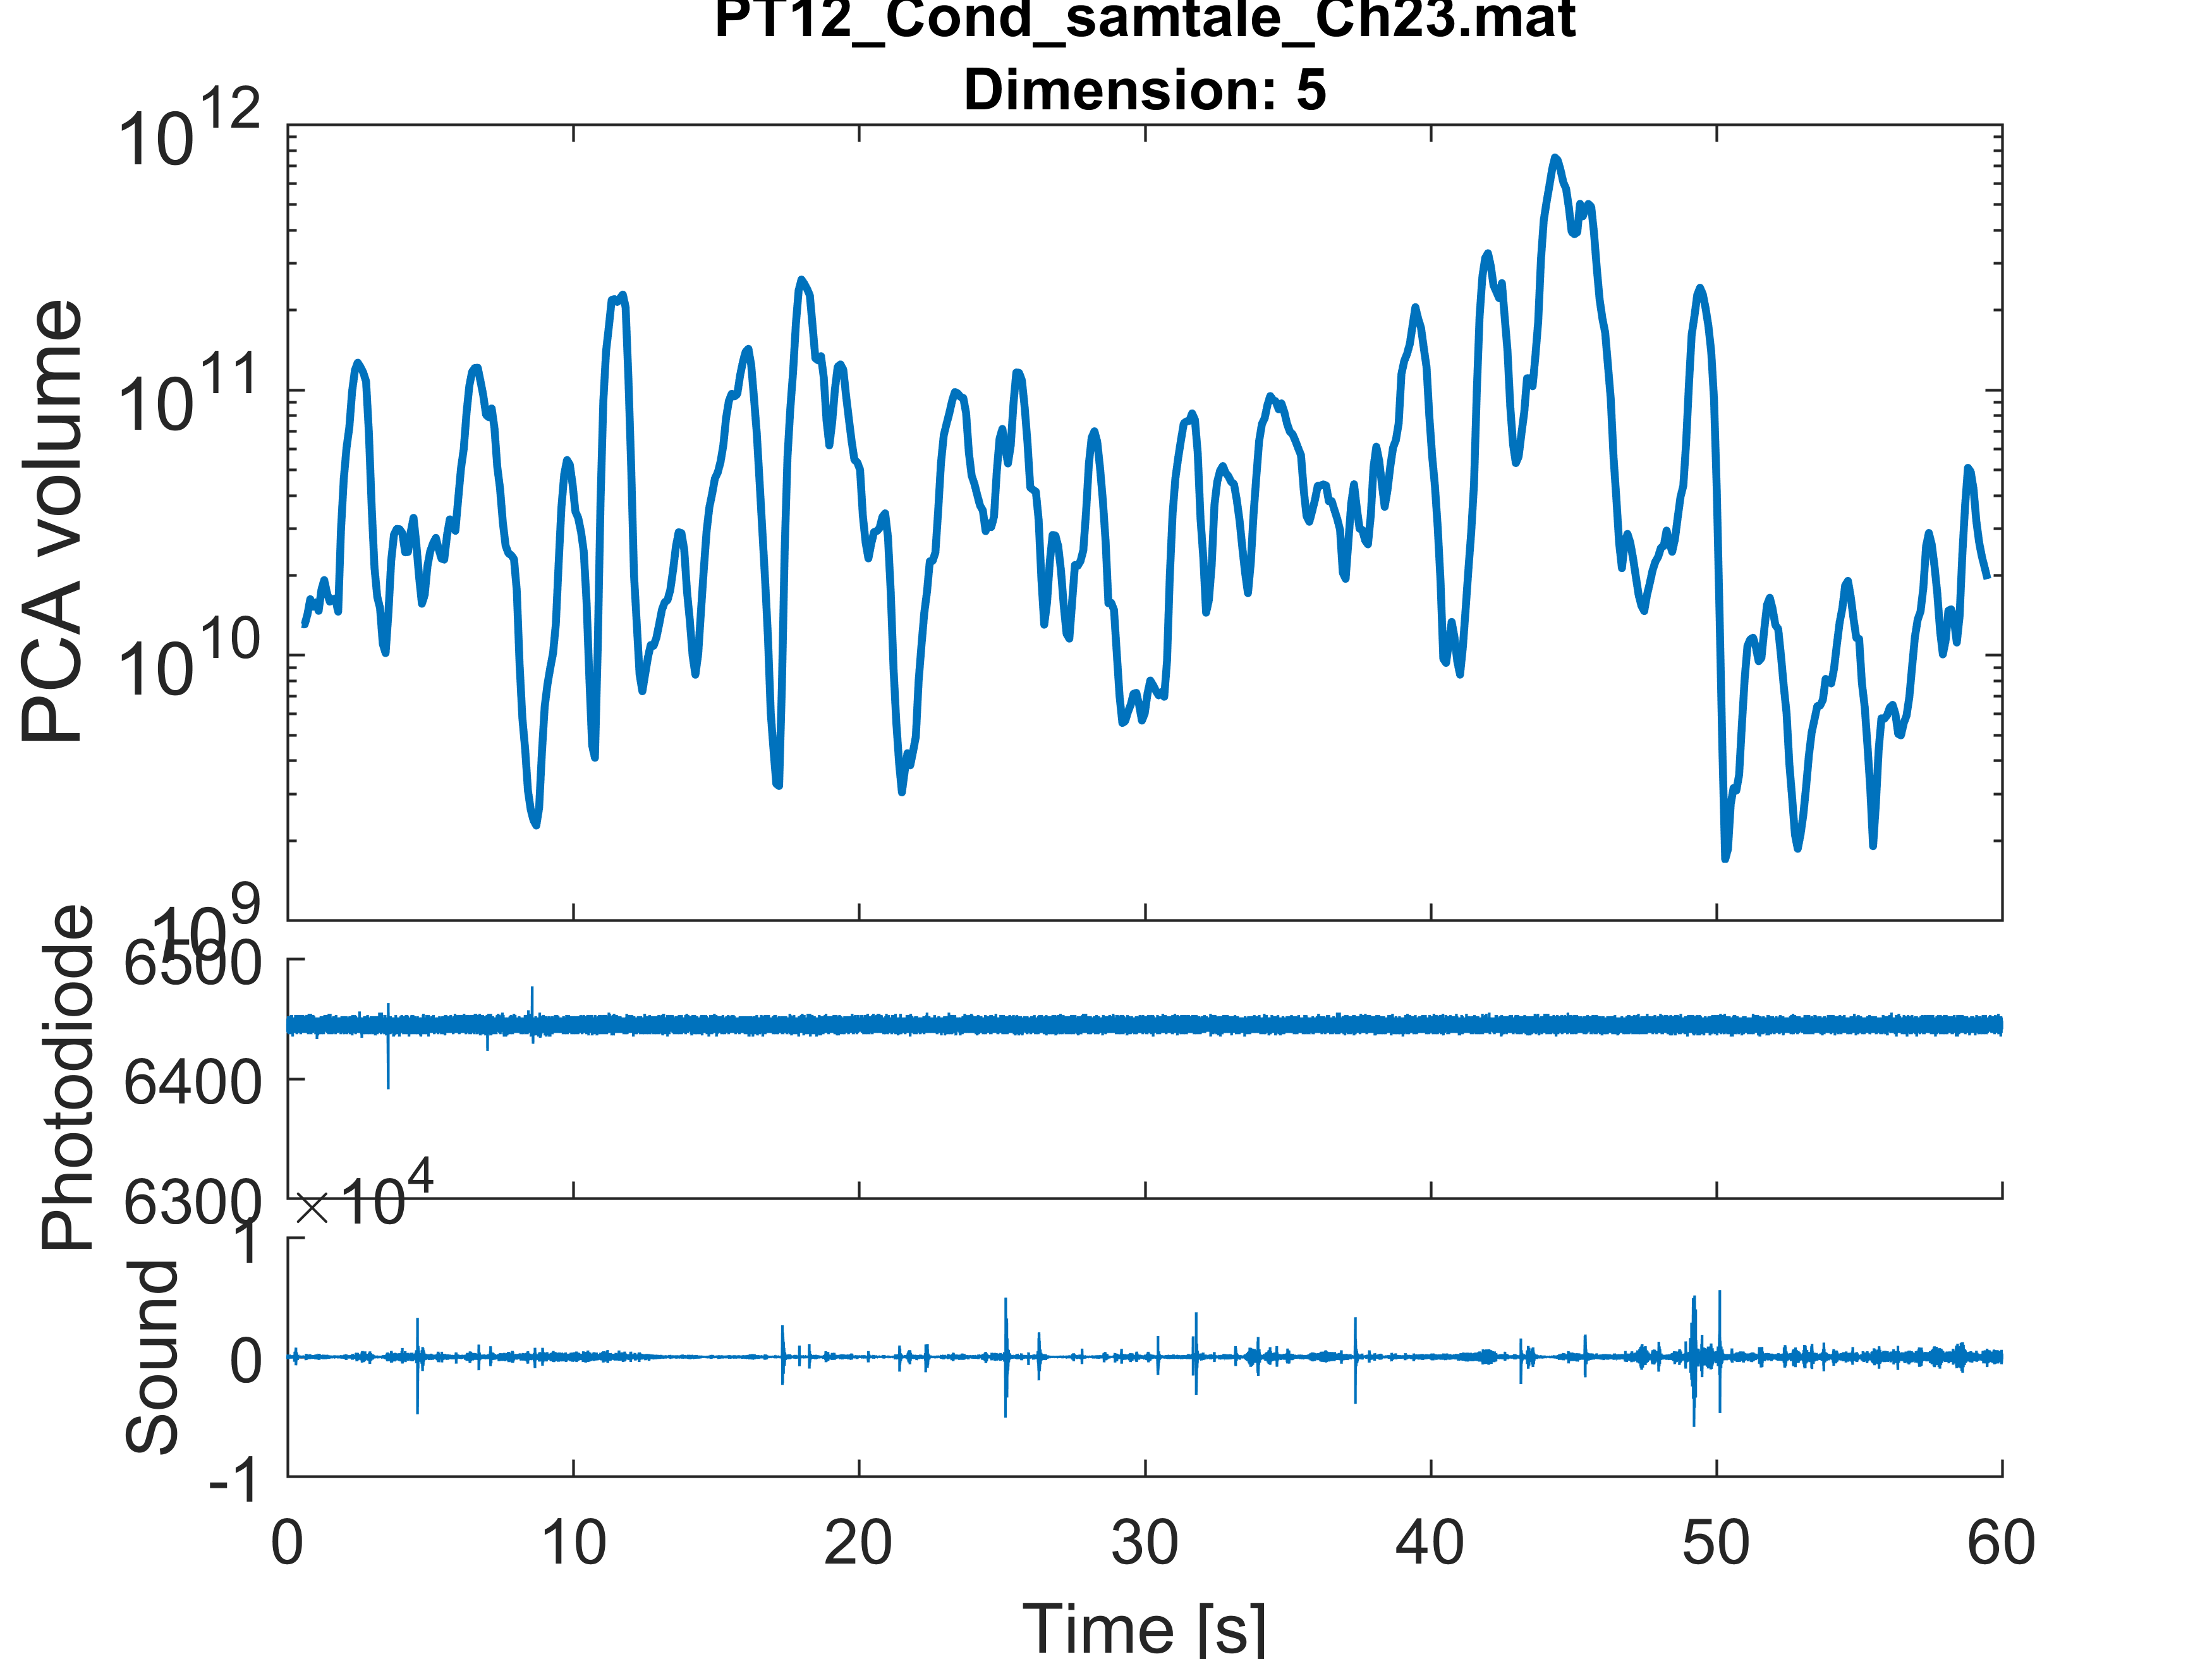 PT12_Cond_samtale_Ch23.mat
Dimension: 5
10^12
10^11
10^10
10^9
PCA volume
6500
6400
6300
Photodiode
×10^4
1
0
-1
Sound
0 10 20 30 40 50 60
Time [s]